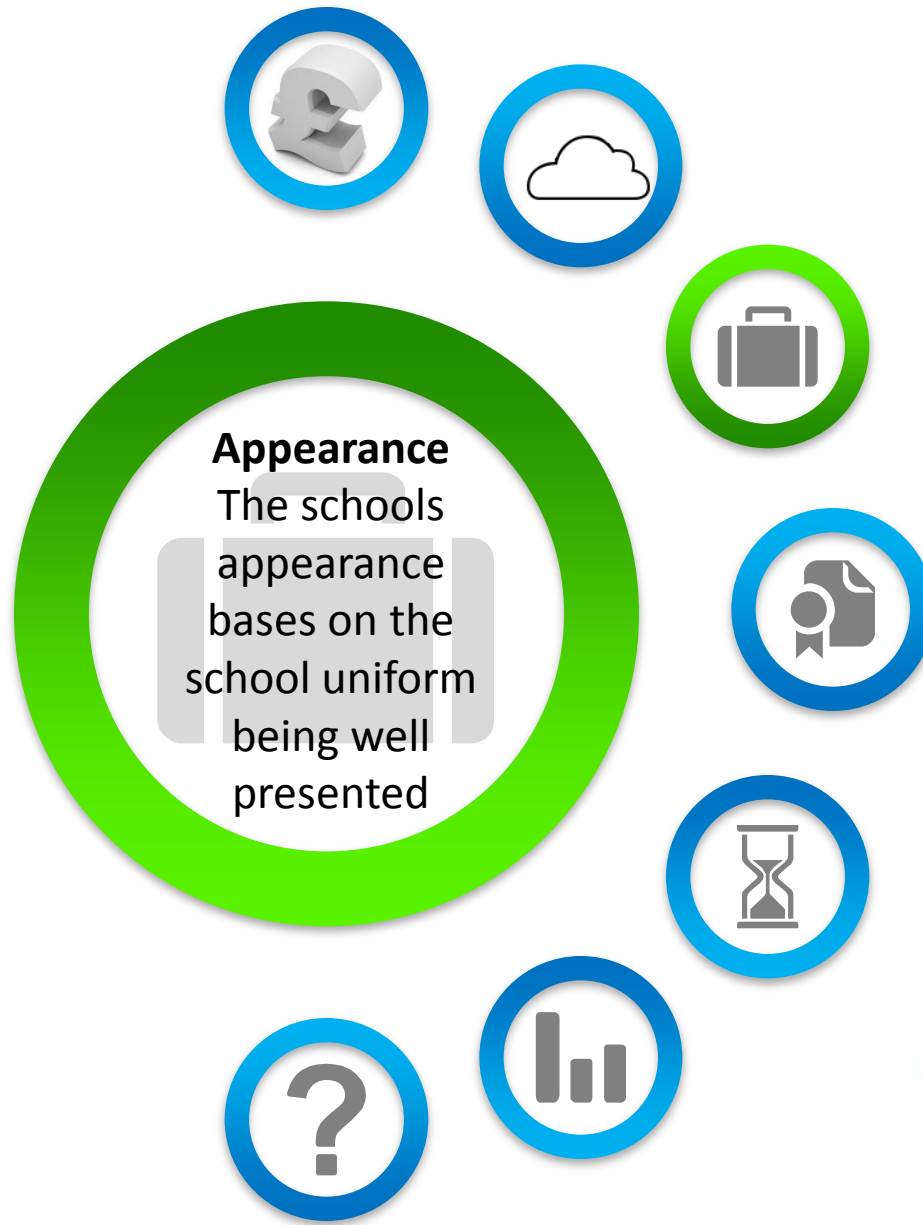 Appearance
The schools
appearance
bases on the
school uniform
being well
presented
£
?